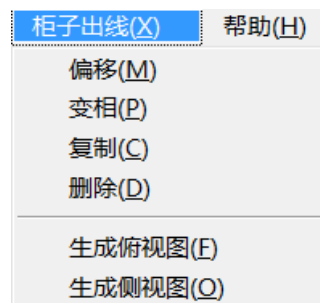 柜子出线(X) 帮助(H)
偏移(M)
变相(P)
复制(C)
删除(D)
生成俯视图(F)
生成侧视图(O)